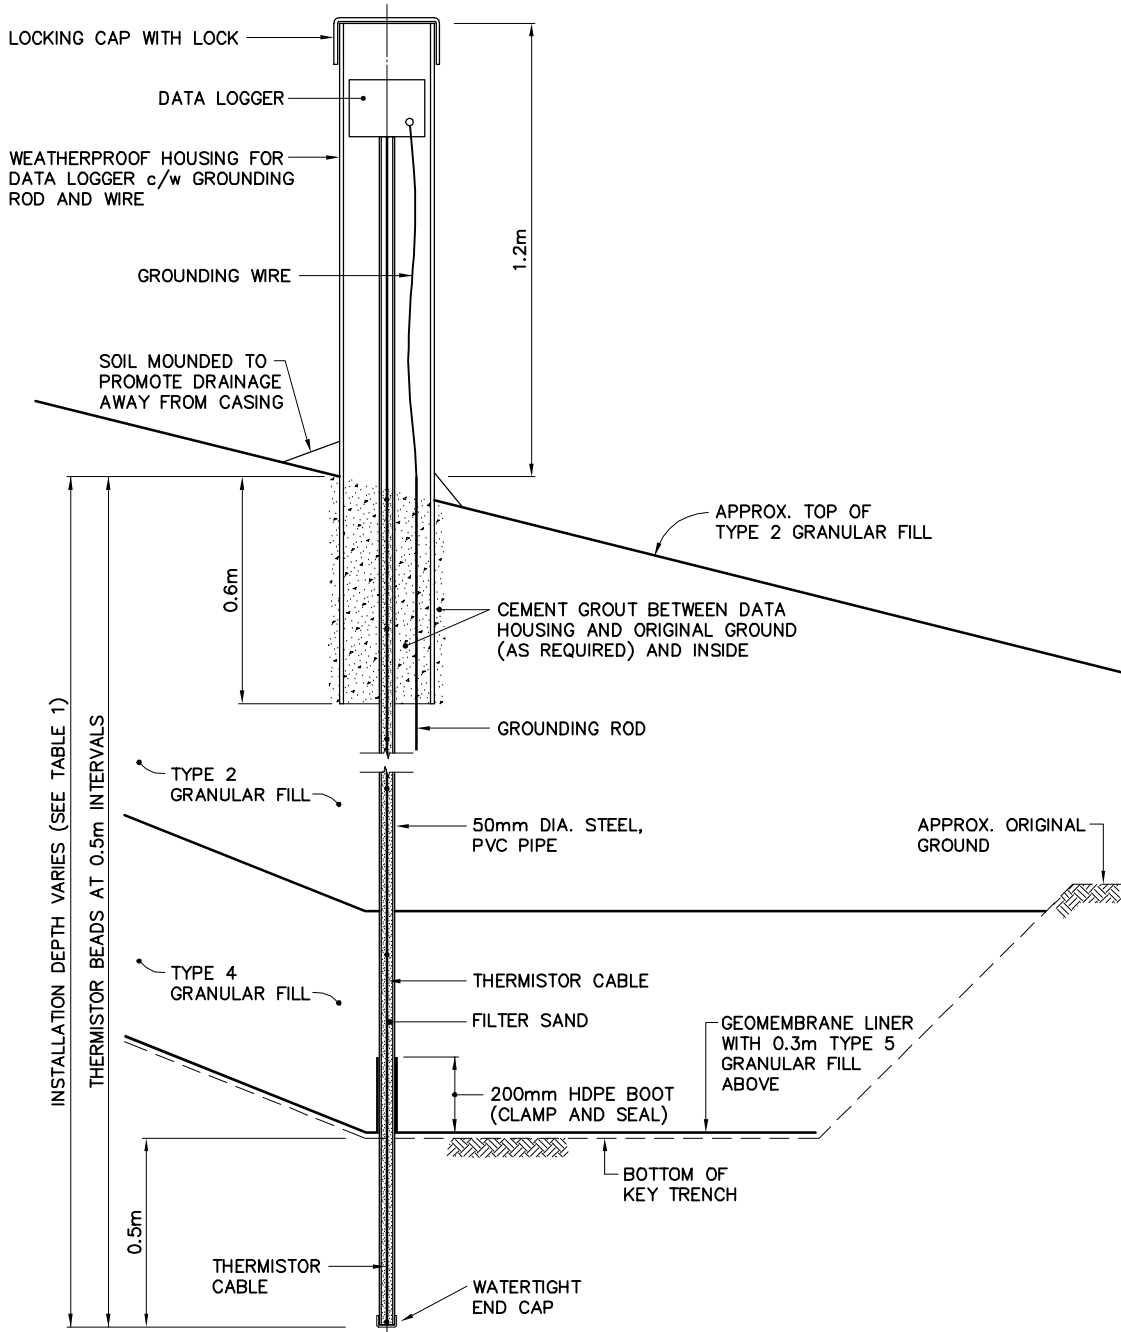 LOCKING CAP WITH LOCK
DATA LOGGER
WEATHERPROOF HOUSING FOR
DATA LOGGER c/w GROUNDING
ROD AND WIRE
1.2m
GROUNDING WIRE
SOIL MOUNDED TO
PROMOTE DRAINAGE
AWAY FROM CASING
APPROX. TOP OF
TYPE 2 GRANULAR FILL
0.6m
CEMENT GROUT BETWEEN DATA
HOUSING AND ORIGINAL GROUND
(AS REQUIRED) AND INSIDE
GROUNDING ROD
INSTALLATION DEPTH VARIES (SEE TABLE 1)
THERMISTOR BEADS AT 0.5m INTERVALS
TYPE 2
GRANULAR FILL
50mm DIA. STEEL,
PVC PIPE
APPROX. ORIGINAL
GROUND
TYPE 4
GRANULAR FILL
THERMISTOR CABLE
FILTER SAND
GEOMEMBRANE LINER
WITH 0.3m TYPE 5
GRANULAR FILL
ABOVE
200mm HDPE BOOT
(CLAMP AND SEAL)
BOTTOM OF
KEY TRENCH
0.5m
THERMISTOR
CABLE
WATERTIGHT
END CAP